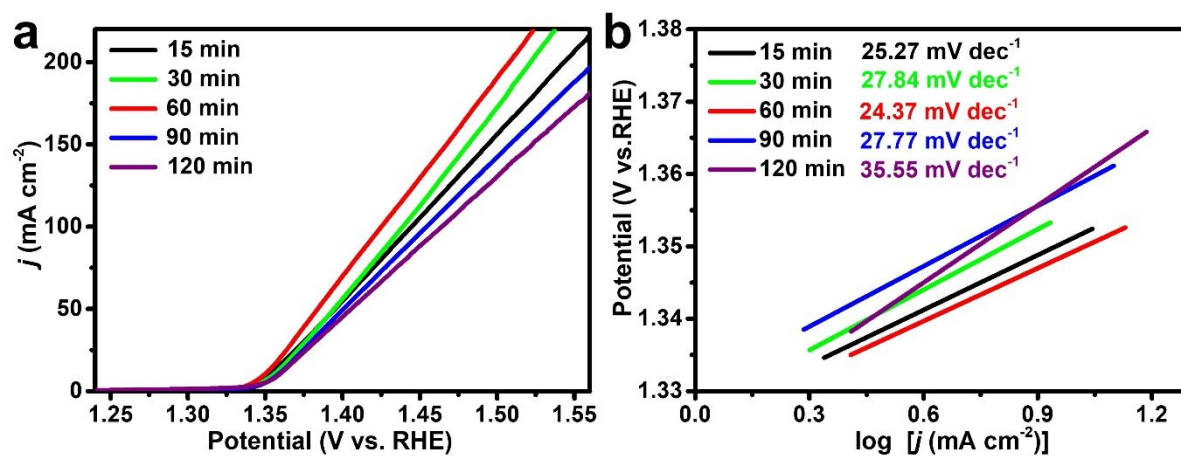 a
j (mA cm⁻²)
200
150
100
50
0
15 min
30 min
60 min
90 min
120 min
1.25 1.30 1.35 1.40 1.45 1.50 1.55
Potential (V vs. RHE)
b
Potential (V vs.RHE)
1.38
1.37
1.36
1.35
1.34
1.33
15 min 25.27 mV dec⁻¹
30 min 27.84 mV dec⁻¹
60 min 24.37 mV dec⁻¹
90 min 27.77 mV dec⁻¹
120 min 35.55 mV dec⁻¹
0.0 0.3 0.6 0.9 1.2
log [j (mA cm⁻²)]